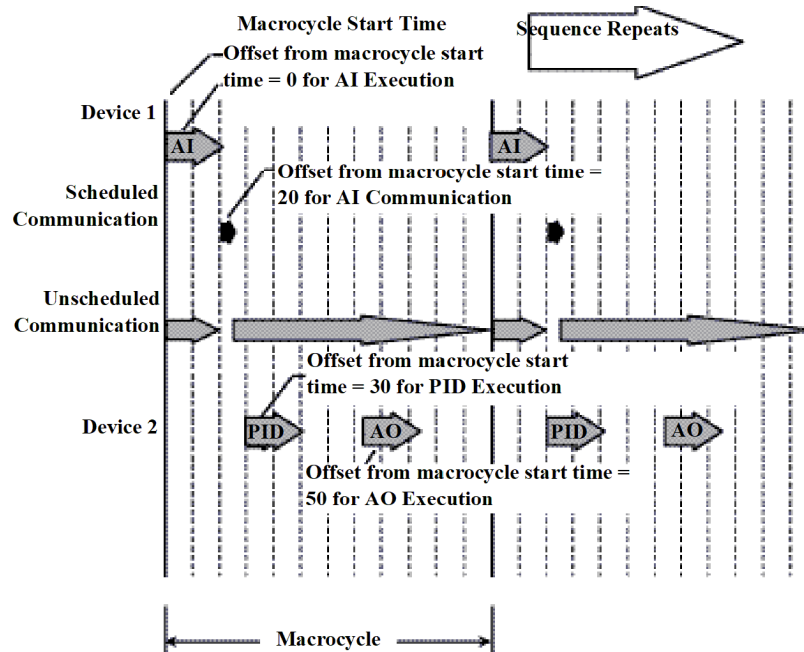 Macrocycle Start Time
Sequence Repeats
Offset from macrocycle start
time = 0 for AI Execution
Device 1
AI
AI
Scheduled
Communication
Offset from macrocycle start time =
20 for AI Communication
Unscheduled
Communication
Offset from macrocycle start
time = 30 for PID Execution
Device 2
PID
AO
PID
AO
Offset from macrocycle start time =
50 for AO Execution
Macrocycle